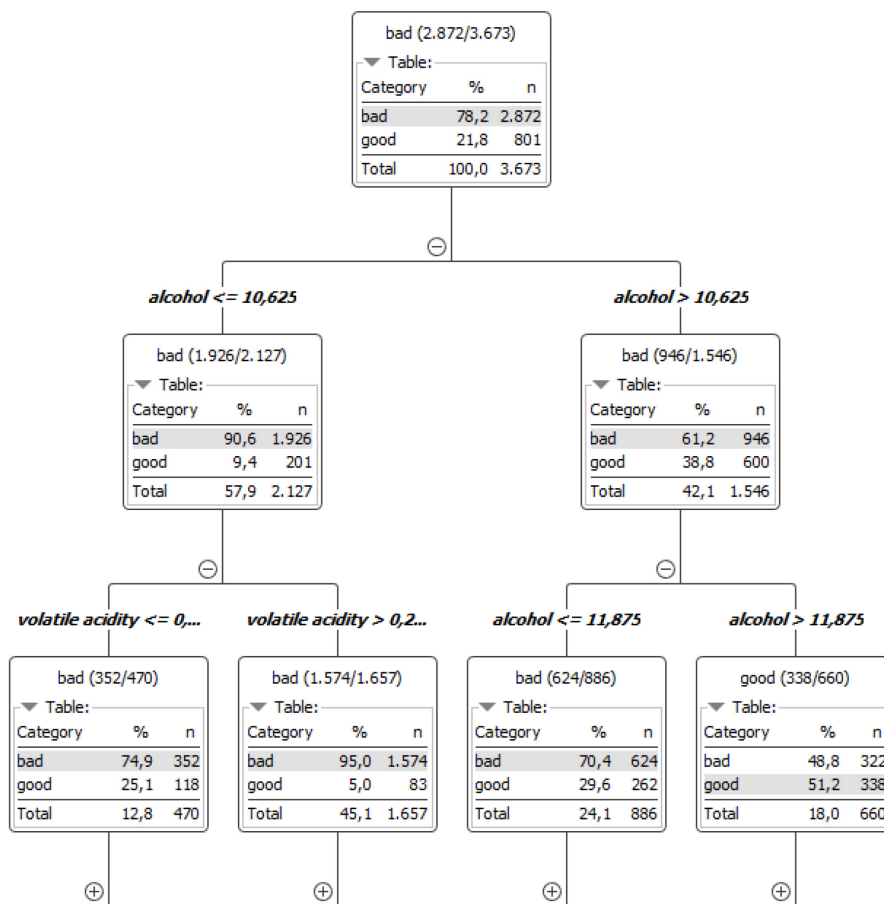 bad (2.872/3.673)
Table:
Category % n
bad 78,2 2.872
good 21,8 801
Total 100,0 3.673
alcohol <= 10,625
alcohol > 10,625
bad (1.926/2.127)
Table:
Category % n
bad 90,6 1.926
good 9,4 201
Total 57,9 2.127
bad (946/1.546)
Table:
Category % n
bad 61,2 946
good 38,8 600
Total 42,1 1.546
volatile acidity <= 0,...
volatile acidity > 0,2...
alcohol <= 11,875
alcohol > 11,875
bad (352/470)
Table:
Category % n
bad 74,9 352
good 25,1 118
Total 12,8 470
bad (1.574/1.657)
Table:
Category % n
bad 95,0 1.574
good 5,0 83
Total 45,1 1.657
bad (624/886)
Table:
Category % n
bad 70,4 624
good 29,6 262
Total 24,1 886
good (338/660)
Table:
Category % n
bad 48,8 322
good 51,2 338
Total 18,0 660